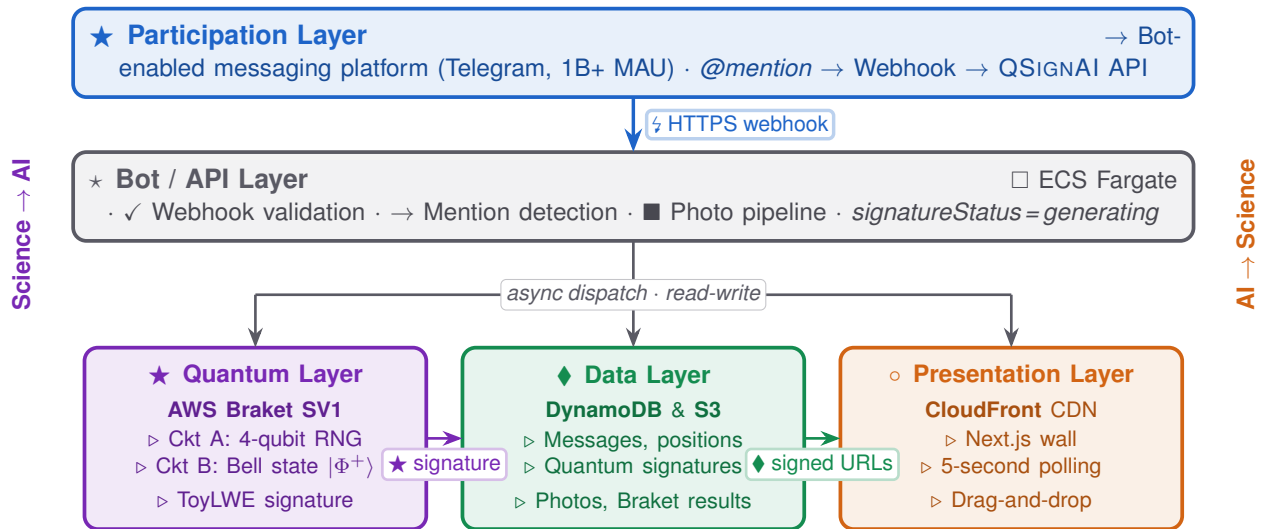 ★ Participation Layer → Bot-
enabled messaging platform (Telegram, 1B+ MAU) · @mention → Webhook → QSIGNAI API
↯ HTTPS webhook
⋆ Bot / API Layer □ ECS Fargate
· ✓ Webhook validation · → Mention detection · ■ Photo pipeline · signatureStatus = generating
Science → AI
AI → Science
async dispatch · read-write
★ Quantum Layer
AWS Braket SV1
▷ Ckt A: 4-qubit RNG
▷ Ckt B: Bell state |Φ⁺⟩
▷ ToyLWE signature
★ signature
♦ Data Layer
DynamoDB & S3
▷ Messages, positions
▷ Quantum signatures
▷ Photos, Braket results
♦ signed URLs
○ Presentation Layer
CloudFront CDN
▷ Next.js wall
▷ 5-second polling
▷ Drag-and-drop